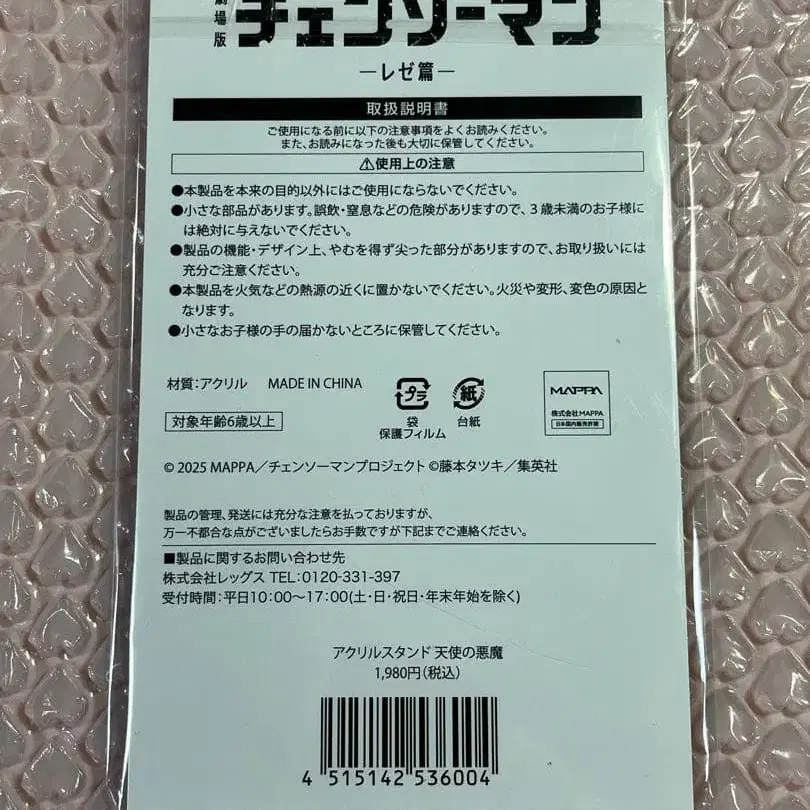 劇場版
チェンソーマン
―レゼ篇―
取扱説明書
ご使用になる前に以下の注意事項をよくお読みください。
また、お読みになった後も大切に保管してください。
⚠使用上の注意
●本製品を本来の目的以外にはご使用にならないでください。
●小さな部品があります。誤飲・窒息などの危険がありますので、3歳未満のお子様に
は絶対に与えないでください。
●製品の機能・デザイン上、やむを得ず尖った部分がありますので、お取り扱いには
充分ご注意ください。
●本製品を火気などの熱源の近くに置かないでください。火災や変形、変色の原因と
なります。
●小さなお子様の手の届かないところに保管してください。
材質：アクリル MADE IN CHINA
対象年齢6歳以上
プラ
袋
保護フィルム
紙
台紙
MAPPA
株式会社MAPPA
日本国内販売許諾
© 2025 MAPPA／チェンソーマンプロジェクト ©藤本タツキ／集英社
製品の管理、発送には充分な注意を払っておりますが、
万一不都合な点がございましたらお手数ですが下記までご連絡ください。
■製品に関するお問い合わせ先
株式会社レッグス TEL：0120-331-397
受付時間：平日10：00～17：00(土・日・祝日・年末年始を除く)
アクリルスタンド 天使の悪魔
1,980円（税込）
4 515142 536004